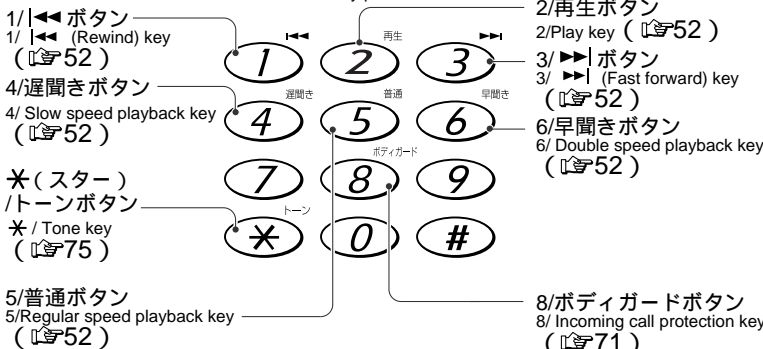 1/⏮ボタン
1/ ⏮ (Rewind) key
(☞52)
4/遅聞きボタン
4/ Slow speed playback key
(☞52)
＊(スター)
/トーンボタン
＊/ Tone key
(☞75)
5/普通ボタン
5/Regular speed playback key
(☞52)
⏮ 再生 ⏭
1 2 3
遅聞き 普通 早聞き
4 5 6
ボディガード
7 8 9
トーン
＊ 0 #
2/再生ボタン
2/Play key (☞52)
3/⏭ボタン
3/ ⏭ (Fast forward) key
(☞52)
6/早聞きボタン
6/ Double speed playback key
(☞52)
8/ボディガードボタン
8/ Incoming call protection key
(☞71)